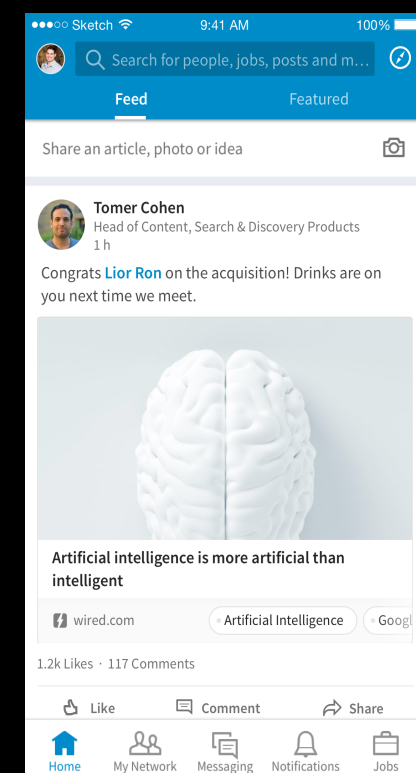 Sketch 9:41 AM 100%
Search for people, jobs, posts and m...
Feed Featured
Share an article, photo or idea
Tomer Cohen
Head of Content, Search & Discovery Products
1 h
Congrats Lior Ron on the acquisition! Drinks are on
you next time we meet.
Artificial intelligence is more artificial than
intelligent
wired.com Artificial Intelligence Googl
1.2k Likes · 117 Comments
Like Comment Share
Home My Network Messaging Notifications Jobs